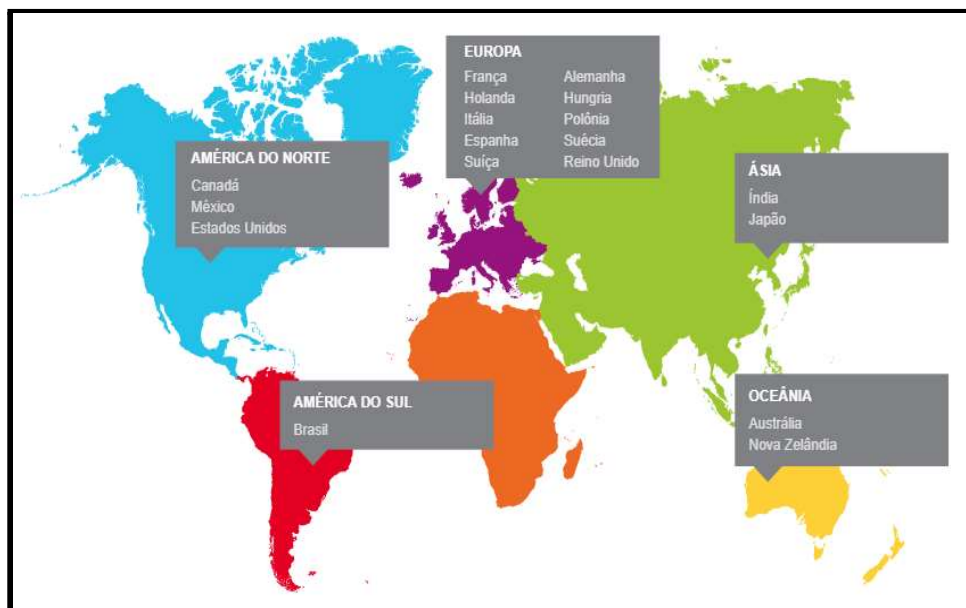 EUROPA
França Alemanha
Holanda Hungria
Itália Polônia
Espanha Suécia
Suíça Reino Unido
AMÉRICA DO NORTE
Canadá
México
Estados Unidos
ÁSIA
Índia
Japão
AMÉRICA DO SUL
Brasil
OCEÂNIA
Austrália
Nova Zelândia